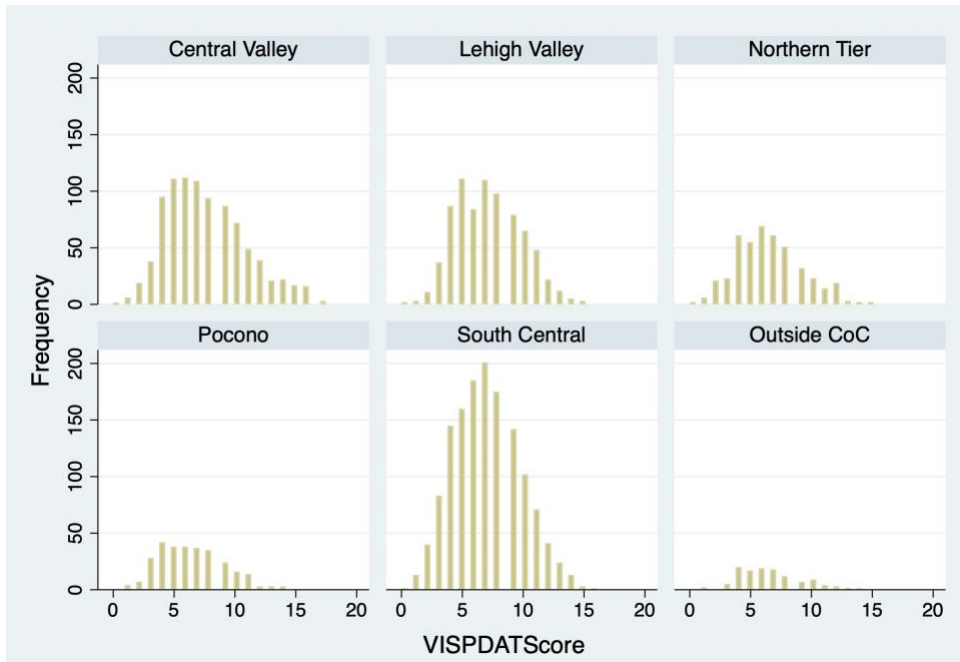 Central Valley
Lehigh Valley
Northern Tier
200
150
100
50
0
Pocono
South Central
Outside CoC
200
150
100
50
0
Frequency
0 5 10 15 20
0 5 10 15 20
0 5 10 15 20
VISPDATScore